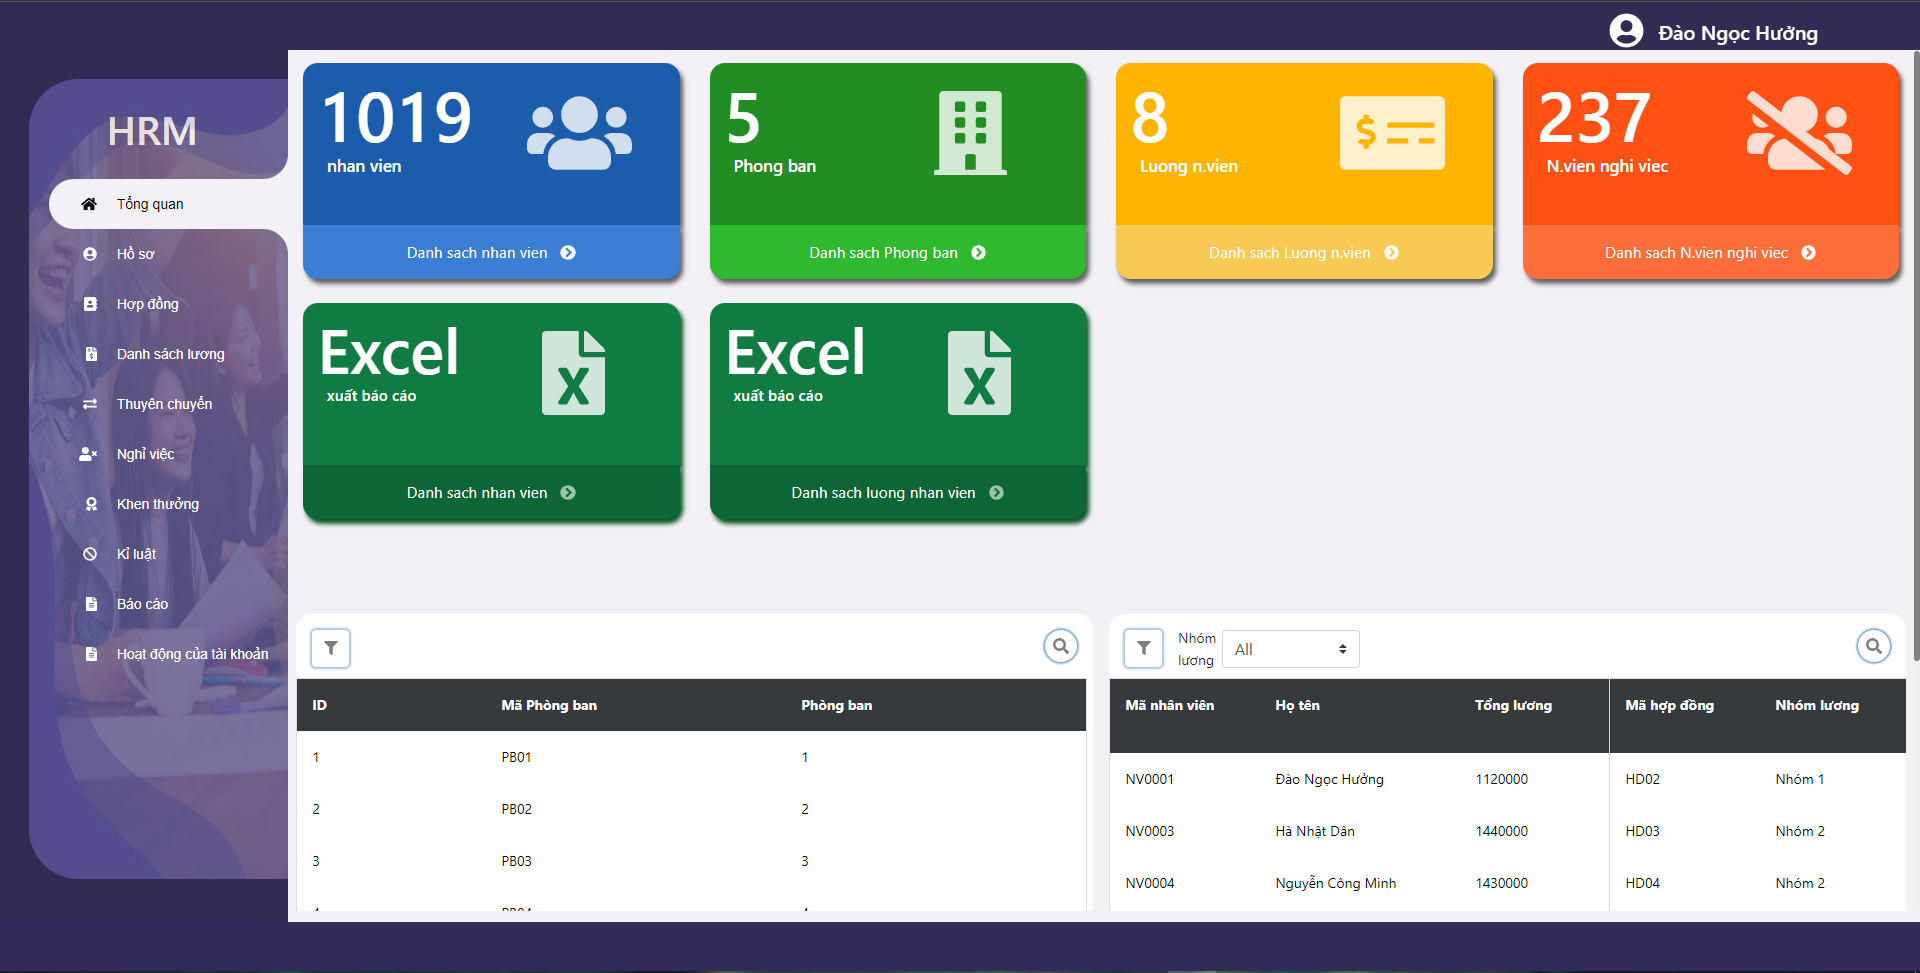 Đào Ngọc Hưởng
HRM
Tổng quan
Hồ sơ
Hợp đồng
Danh sách lương
Thuyên chuyển
Nghỉ việc
Khen thưởng
Kỉ luật
Báo cáo
Hoạt động của tài khoản
1019
nhan vien
Danh sach nhan vien
5
Phong ban
Danh sach Phong ban
8
Luong n.vien
Danh sach Luong n.vien
237
N.vien nghi viec
Danh sach N.vien nghi viec
Excel
xuất báo cáo
Danh sach nhan vien
Excel
xuất báo cáo
Danh sach luong nhan vien
ID Mã Phòng ban Phòng ban
1 PB01 1
2 PB02 2
3 PB03 3
Nhóm
lương
All
Mã nhân viên Họ tên Tổng lương Mã hợp đồng Nhóm lương
NV0001 Đào Ngọc Hưởng 1120000 HD02 Nhóm 1
NV0003 Hà Nhật Dân 1440000 HD03 Nhóm 2
NV0004 Nguyễn Công Minh 1430000 HD04 Nhóm 2